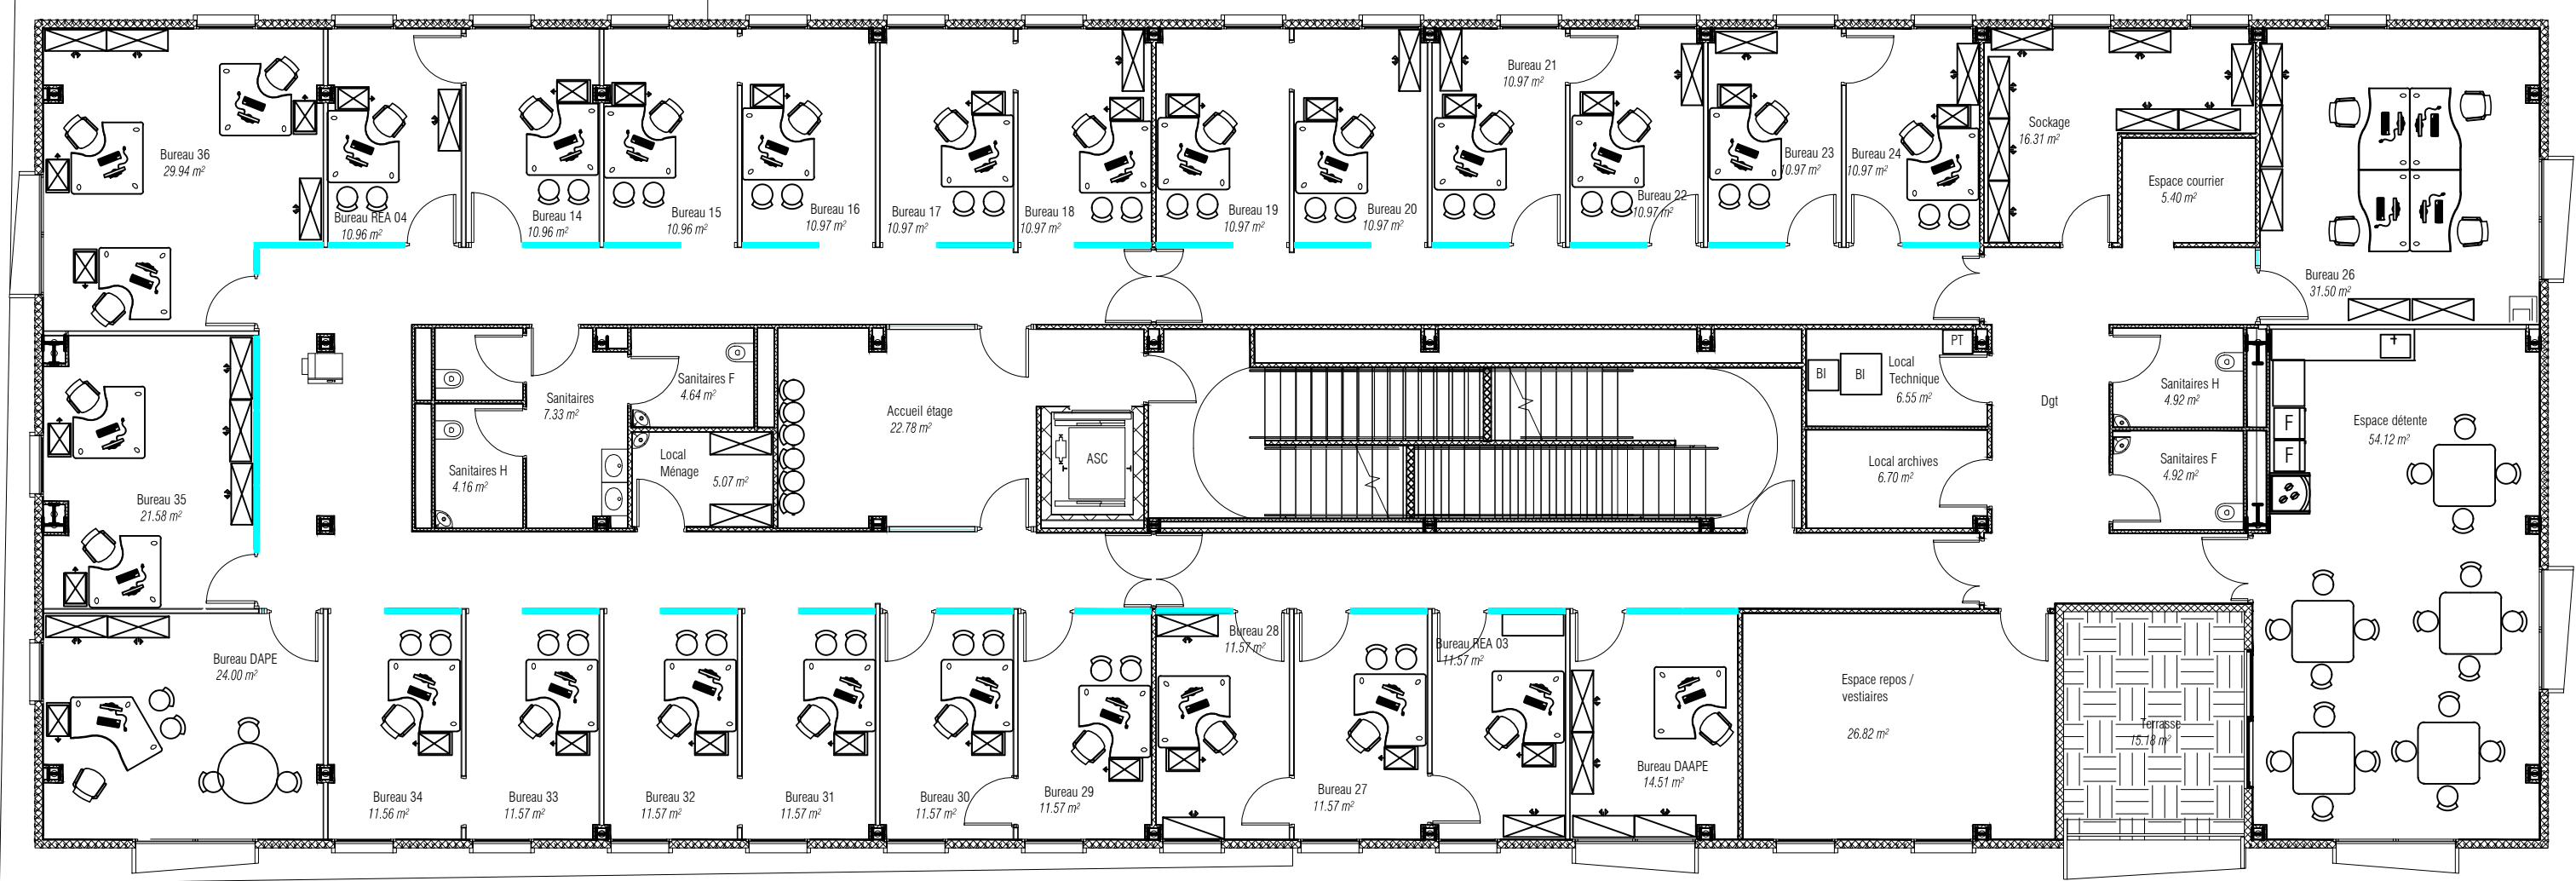 Bureau 36
29.94 m²
Bureau REA 04
10.96 m²
Bureau 14
10.96 m²
Bureau 15
10.96 m²
Bureau 16
10.97 m²
Bureau 17
10.97 m²
Bureau 18
10.97 m²
Bureau 19
10.97 m²
Bureau 20
10.97 m²
Bureau 21
10.97 m²
Bureau 22
10.97 m²
Bureau 23
10.97 m²
Bureau 24
10.97 m²
Sockage
16.31 m²
Espace courrier
5.40 m²
Bureau 26
31.50 m²
Bureau 35
21.58 m²
Sanitaires
7.33 m²
Sanitaires F
4.64 m²
Sanitaires H
4.16 m²
Local
Ménage
5.07 m²
Accueil étage
22.78 m²
ASC
BI
BI
PT
Local
Technique
6.55 m²
Local archives
6.70 m²
Dgt
Sanitaires H
4.92 m²
Sanitaires F
4.92 m²
F
F
Espace détente
54.12 m²
Bureau DAPE
24.00 m²
Bureau 34
11.56 m²
Bureau 33
11.57 m²
Bureau 32
11.57 m²
Bureau 31
11.57 m²
Bureau 30
11.57 m²
Bureau 29
11.57 m²
Bureau 28
11.57 m²
Bureau 27
11.57 m²
Bureau REA 03
11.57 m²
Bureau DAAPE
14.51 m²
Espace repos /
vestiaires
26.82 m²
Terrasse
15.18 m²